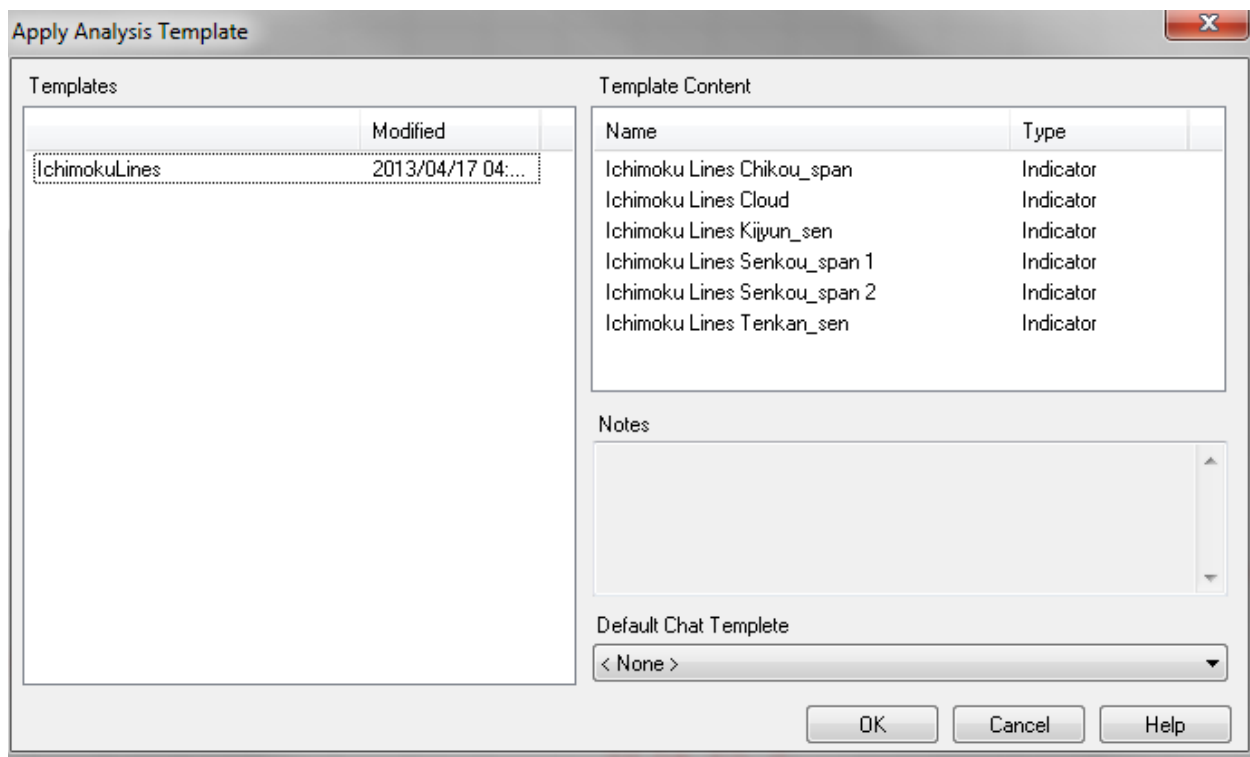 Apply Analysis Template
Templates
Modified
IchimokuLines 2013/04/17 04:...
Template Content
Name Type
Ichimoku Lines Chikou_span Indicator
Ichimoku Lines Cloud Indicator
Ichimoku Lines Kijyun_sen Indicator
Ichimoku Lines Senkou_span 1 Indicator
Ichimoku Lines Senkou_span 2 Indicator
Ichimoku Lines Tenkan_sen Indicator
Notes
Default Chat Templete
< None >
OK Cancel Help